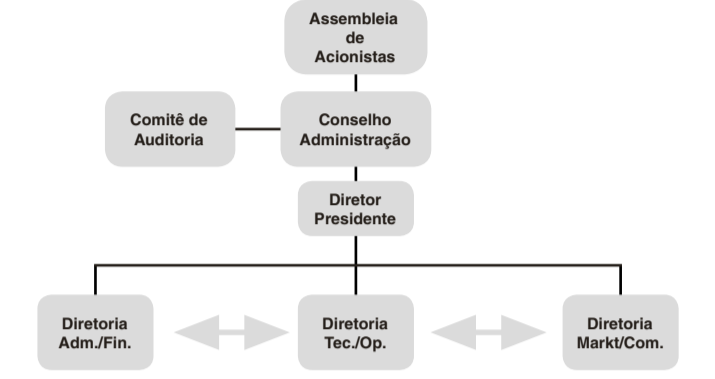 Assembleia
de
Acionistas
Comitê de
Auditoria
Conselho
Administração
Diretor
Presidente
Diretoria
Adm./Fin.
Diretoria
Tec./Op.
Diretoria
Markt/Com.